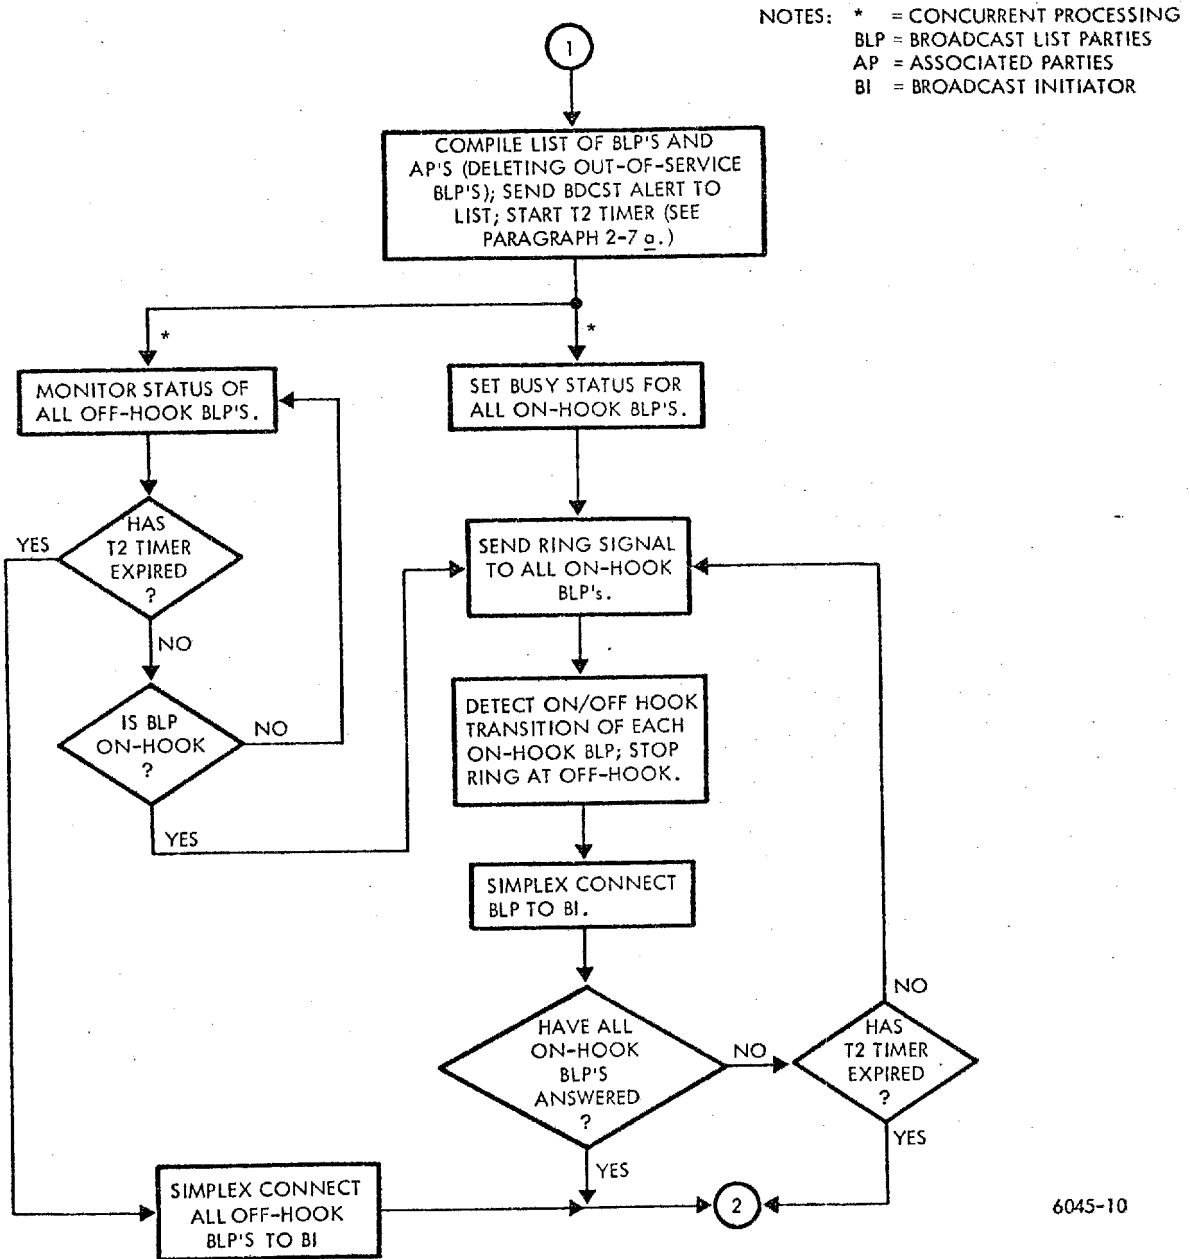 NOTES: * = CONCURRENT PROCESSING
BLP = BROADCAST LIST PARTIES
AP = ASSOCIATED PARTIES
BI = BROADCAST INITIATOR
1
COMPILE LIST OF BLP'S AND
AP'S (DELETING OUT-OF-SERVICE
BLP'S); SEND BDCST ALERT TO
LIST; START T2 TIMER (SEE
PARAGRAPH 2-7 a.)
*
*
MONITOR STATUS OF
ALL OFF-HOOK BLP'S.
SET BUSY STATUS FOR
ALL ON-HOOK BLP'S.
HAS
T2 TIMER
EXPIRED
?
YES
NO
SEND RING SIGNAL
TO ALL ON-HOOK
BLP's.
IS BLP
ON-HOOK
?
NO
YES
DETECT ON/OFF HOOK
TRANSITION OF EACH
ON-HOOK BLP; STOP
RING AT OFF-HOOK.
SIMPLEX CONNECT
BLP TO BI.
HAVE ALL
ON-HOOK
BLP'S
ANSWERED
?
NO
YES
HAS
T2 TIMER
EXPIRED
?
NO
YES
SIMPLEX CONNECT
ALL OFF-HOOK
BLP'S TO BI
2
6045-10